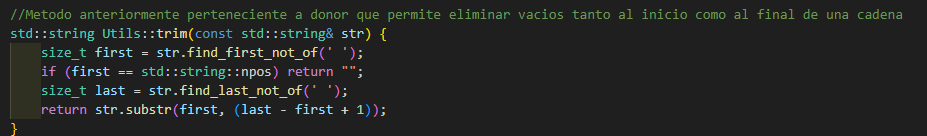 //Metodo anteriormente perteneciente a donor que permite eliminar vacios tanto al inicio como al final de una cadena
std::string Utils::trim(const std::string& str) {
    size_t first = str.find_first_not_of(' ');
    if (first == std::string::npos) return "";
    size_t last = str.find_last_not_of(' ');
    return str.substr(first, (last - first + 1));
}